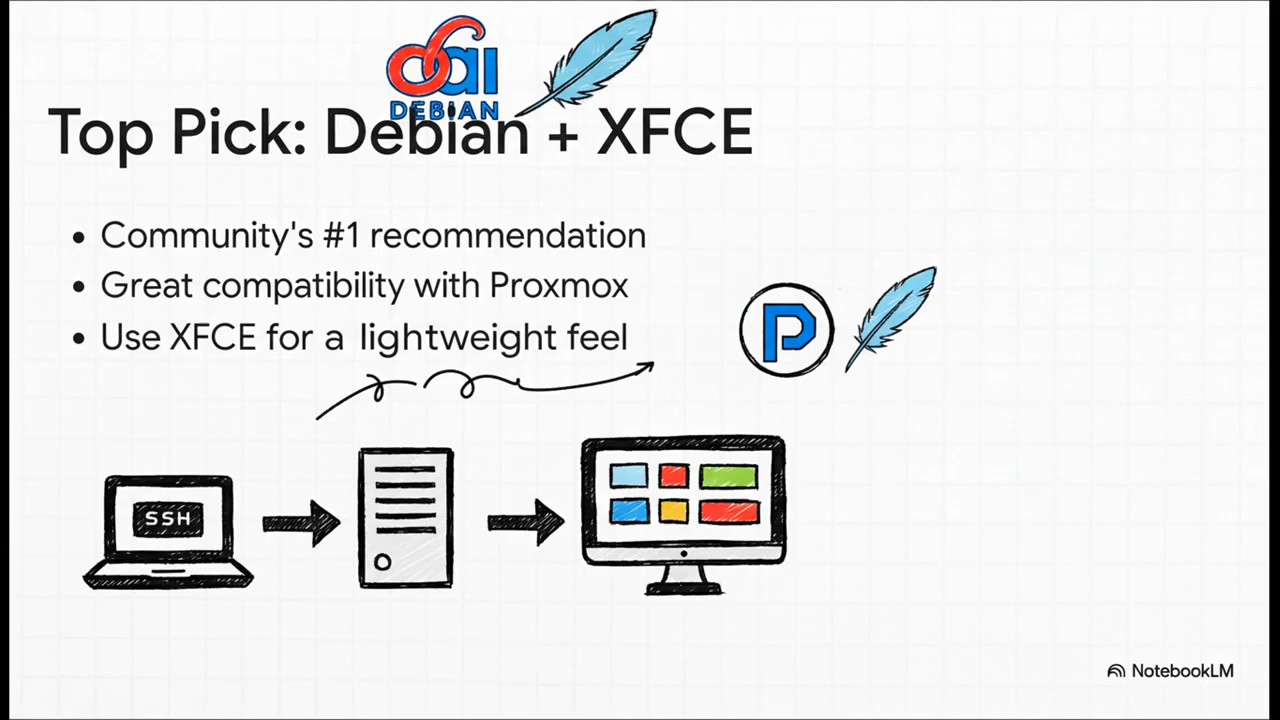 DEBIAN
Top Pick: Debian + XFCE
• Community's #1 recommendation
• Great compatibility with Proxmox
• Use XFCE for a lightweight feel
P
SSH
NotebookLM